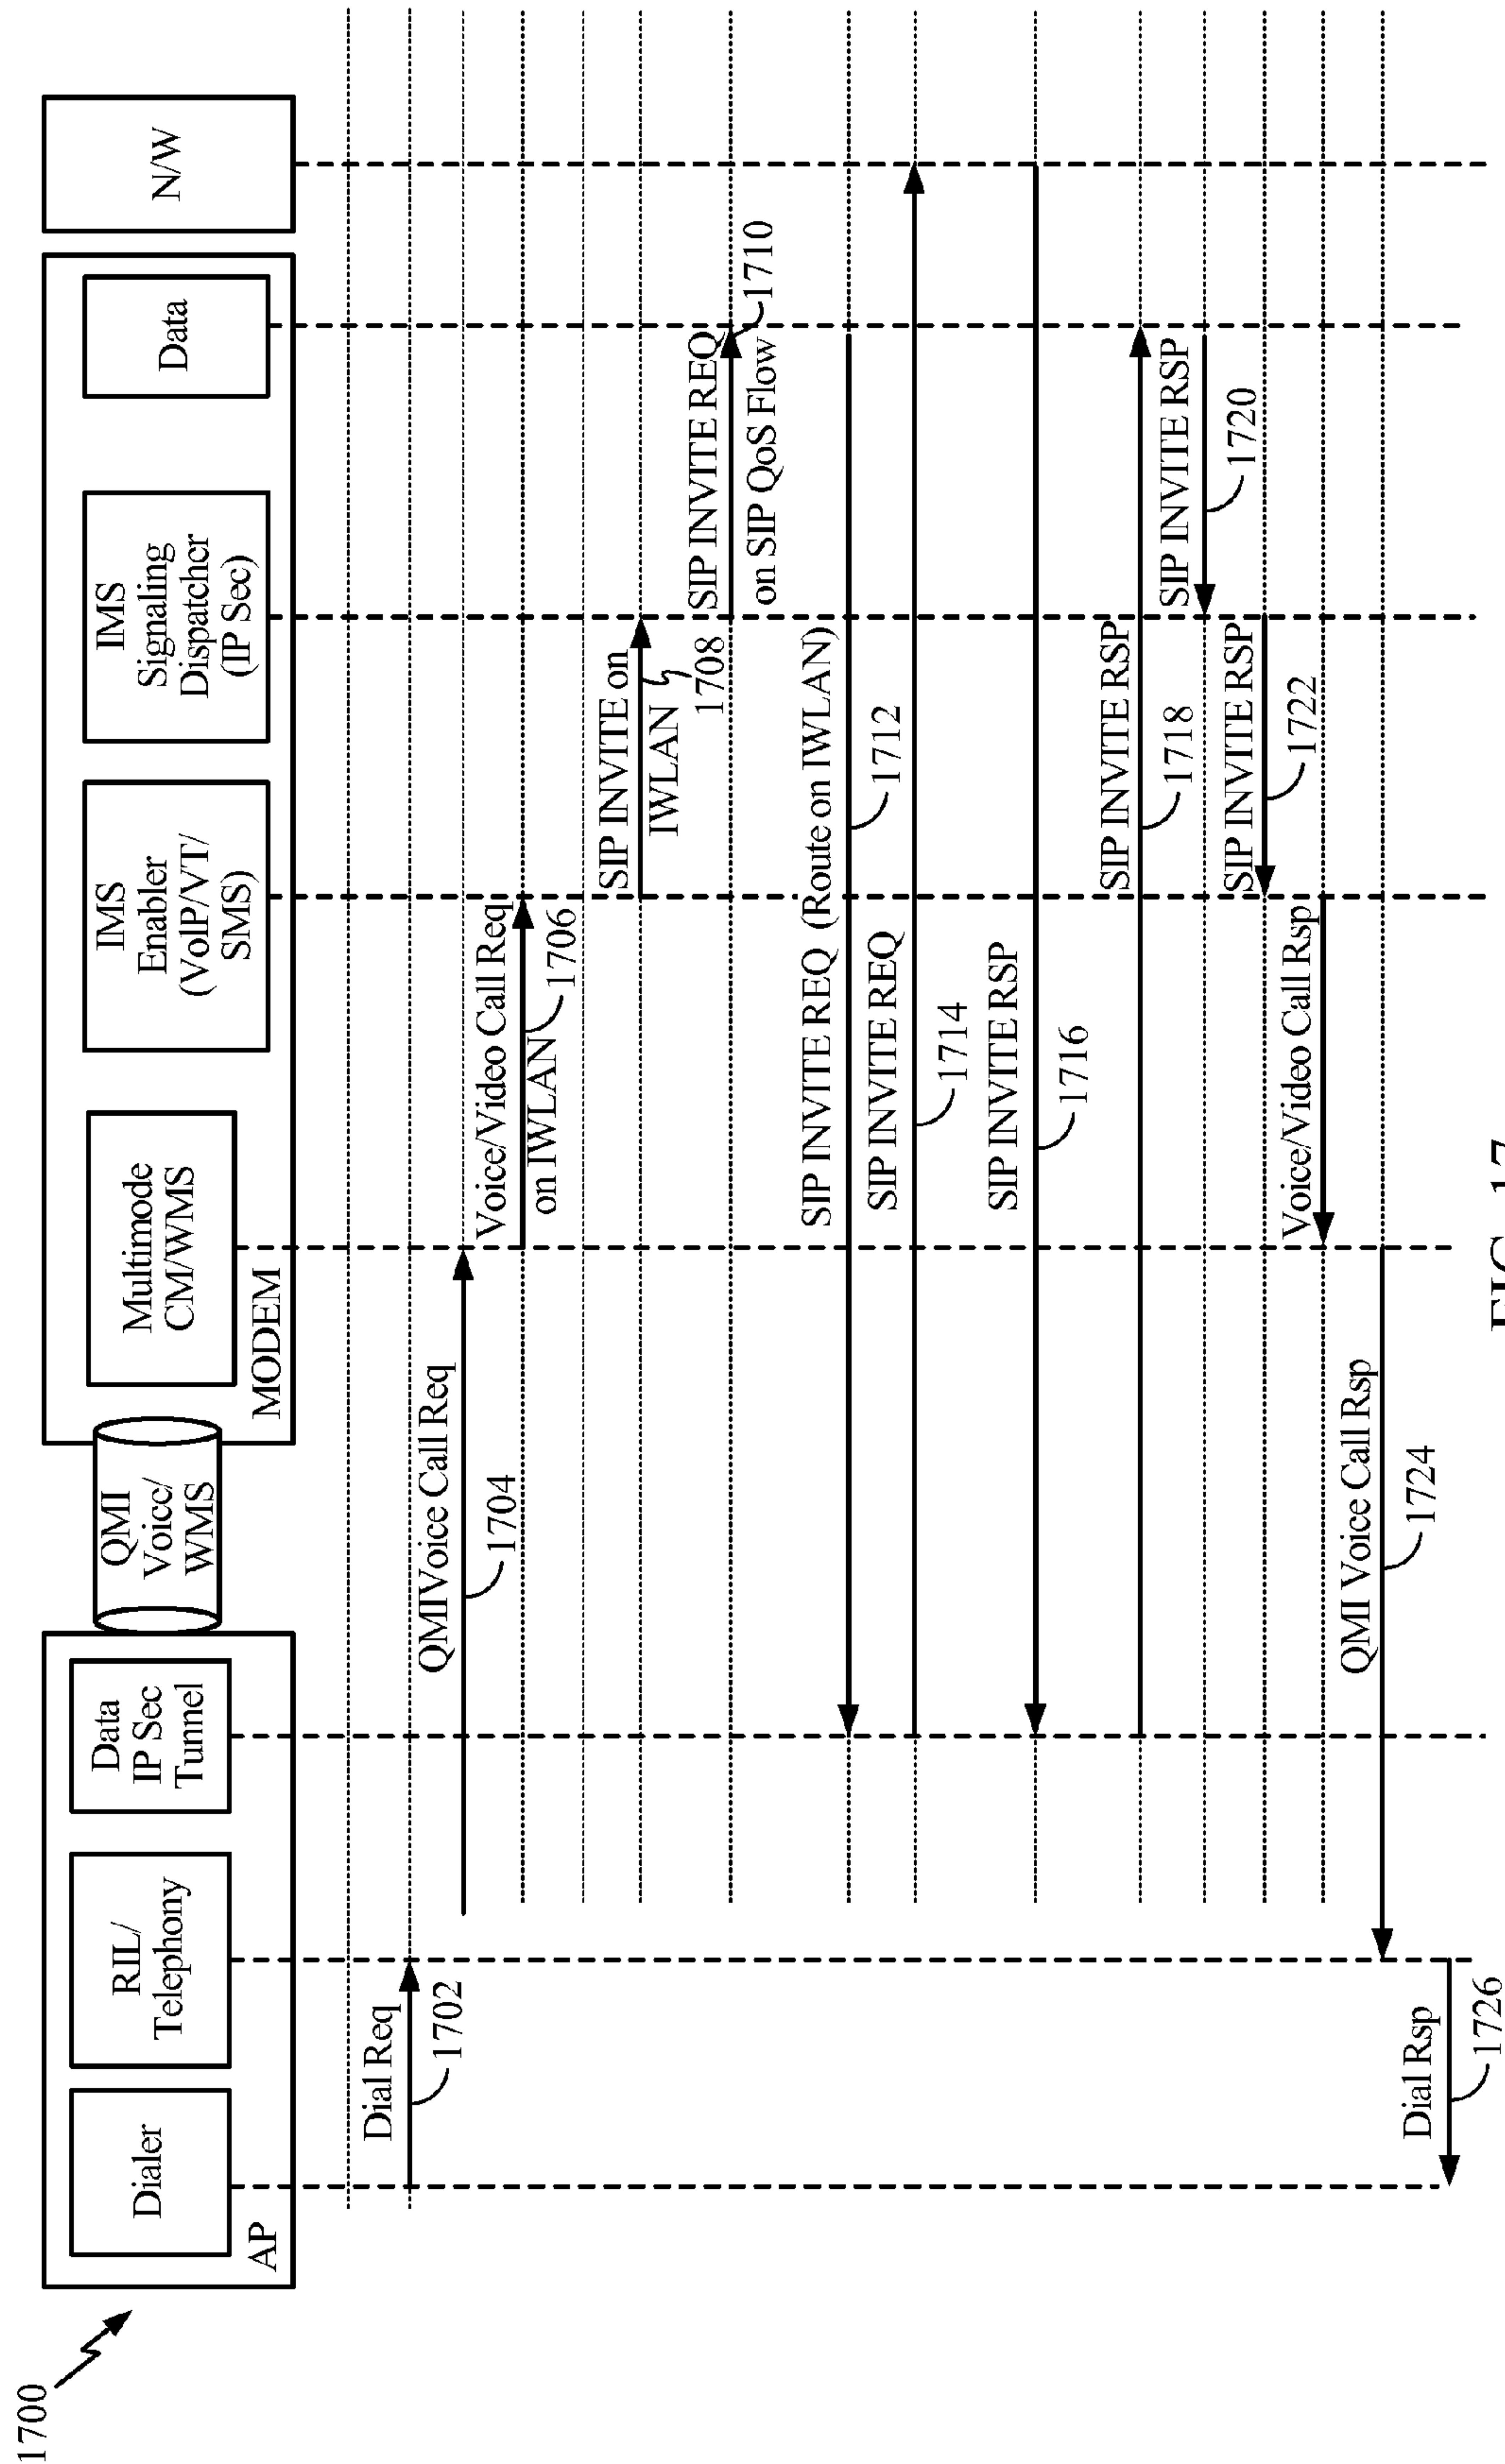 1700
Dialer
RIL/
Telephony
Data
IP Sec
Tunnel
AP
QMI
Voicc/
WMS
Multimode
CM/WMS
MODEM
IMS
Enabler
(VoIP/VT/
SMS)
IMS
Signaling
Dispatchcr
(IP Sec)
Data
N/W
Dial Req
1702
QMIVoice Call Req
1704
Voice/Video Call Req
on IWLAN
1706
SIP INVITE on
IWLAN
1708
SIP INVITE REQ
1710
on SIP QoS Flow
SIP INVITE REQ (Route on IWLAN)
1712
SIP INVITE REQ
1714
SIP INVITE RSP
1716
SIP INVITE RSP
1718
SIP INVITE RSP
1720
SIP INVITE RSP
1722
Voice/Video Call Rsp
QMI Voice Call Rsp
1724
Dial Rsp
1726
FIG. 17